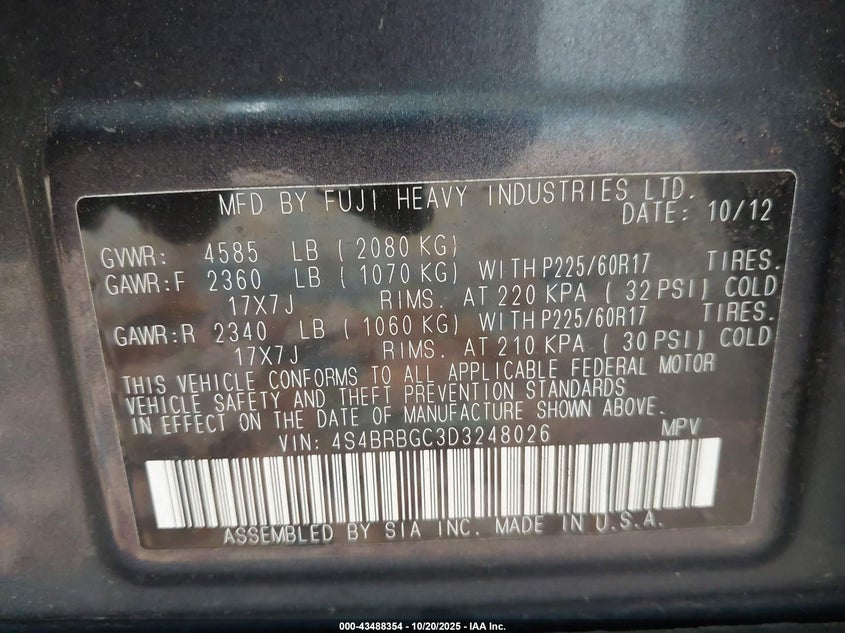 MFD BY FUJI HEAVY INDUSTRIES LTD.
DATE: 10/12
GVWR: 4585 LB ( 2080 KG)
GAWR:F 2360 LB ( 1070 KG) WITH P225/60R17 TIRES.
17X7J RIMS. AT 220 KPA ( 32 PSI) COLD
GAWR:R 2340 LB ( 1060 KG) WITH P225/60R17 TIRES.
17X7J RIMS. AT 210 KPA ( 30 PSI) COLD
THIS VEHICLE CONFORMS TO ALL APPLICABLE FEDERAL MOTOR
VEHICLE SAFETY AND THEFT PREVENTION STANDARDS
IN EFFECT ON THE DATE OF MANUFACTURE SHOWN ABOVE.
VIN: 4S4BRBGC3D3248026 MPV
ASSEMBLED BY SIA INC. MADE IN U.S.A.
000-43488354 - 10/20/2025 - IAA Inc.